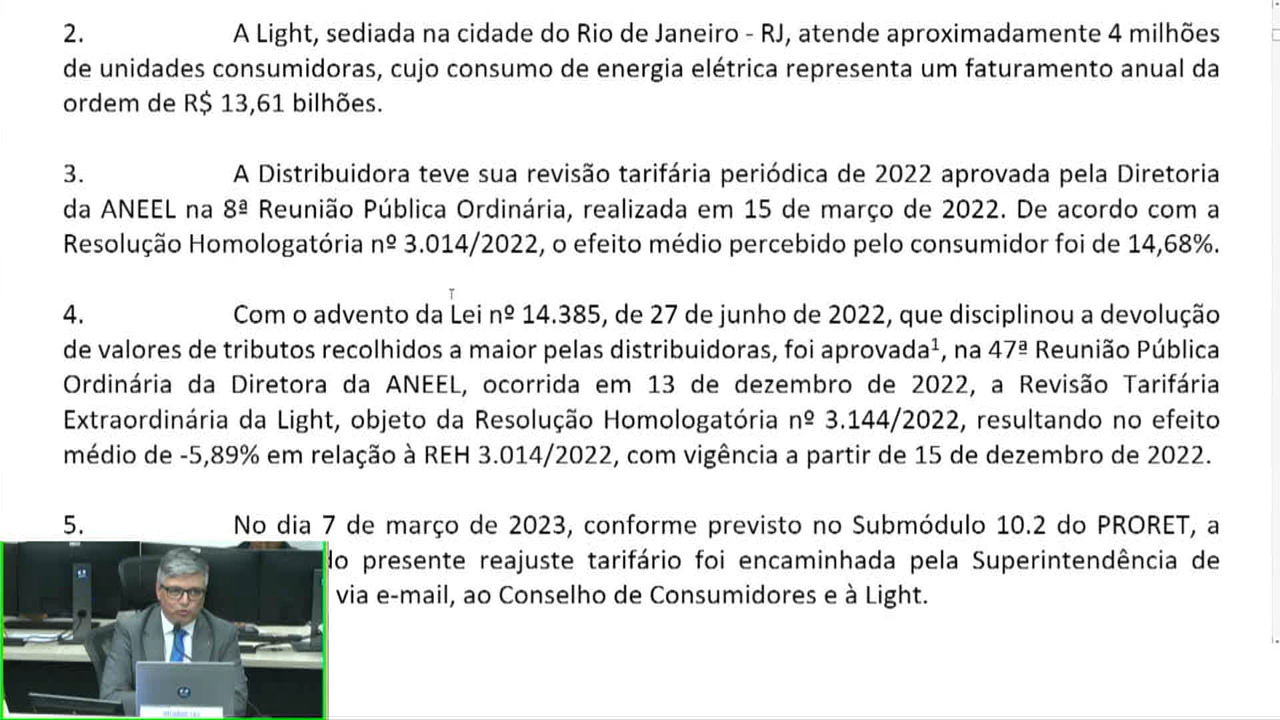 2. A Light, sediada na cidade do Rio de Janeiro - RJ, atende aproximadamente 4 milhões
de unidades consumidoras, cujo consumo de energia elétrica representa um faturamento anual da
ordem de R$ 13,61 bilhões.
3. A Distribuidora teve sua revisão tarifária periódica de 2022 aprovada pela Diretoria
da ANEEL na 8ª Reunião Pública Ordinária, realizada em 15 de março de 2022. De acordo com a
Resolução Homologatória nº 3.014/2022, o efeito médio percebido pelo consumidor foi de 14,68%.
4. Com o advento da Lei nº 14.385, de 27 de junho de 2022, que disciplinou a devolução
de valores de tributos recolhidos a maior pelas distribuidoras, foi aprovada¹, na 47ª Reunião Pública
Ordinária da Diretora da ANEEL, ocorrida em 13 de dezembro de 2022, a Revisão Tarifária
Extraordinária da Light, objeto da Resolução Homologatória nº 3.144/2022, resultando no efeito
médio de -5,89% em relação à REH 3.014/2022, com vigência a partir de 15 de dezembro de 2022.
5. No dia 7 de março de 2023, conforme previsto no Submódulo 10.2 do PRORET, a
do presente reajuste tarifário foi encaminhada pela Superintendência de
via e-mail, ao Conselho de Consumidores e à Light.